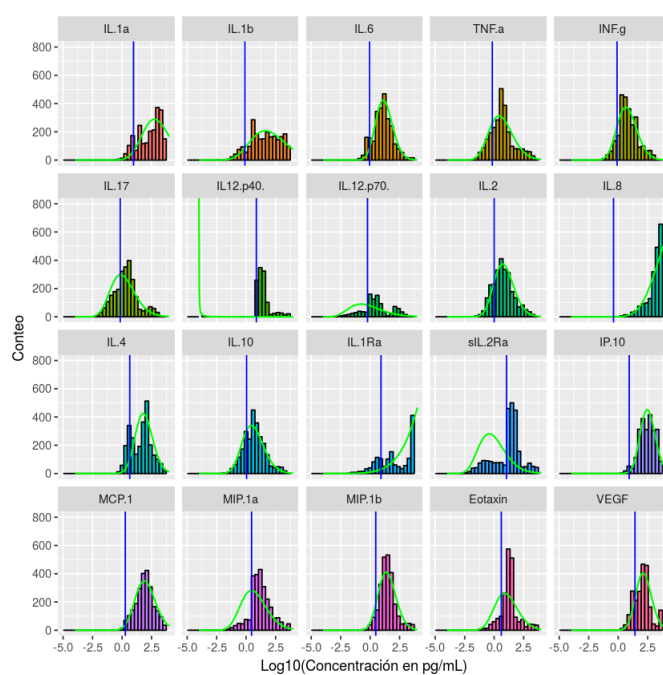 IL.1a IL.1b IL.6 TNF.a INF.g
800
600
400
200
0
IL.17 IL12.p40. IL.12.p70. IL.2 IL.8
800
600
400
200
0
Conteo
IL.4 IL.10 IL.1Ra sIL.2Ra IP.10
800
600
400
200
0
MCP.1 MIP.1a MIP.1b Eotaxin VEGF
800
600
400
200
0
-5.0 -2.5 0.0 2.5 -5.0 -2.5 0.0 2.5 -5.0 -2.5 0.0 2.5 -5.0 -2.5 0.0 2.5 -5.0 -2.5 0.0 2.5
Log10(Concentración en pg/mL)